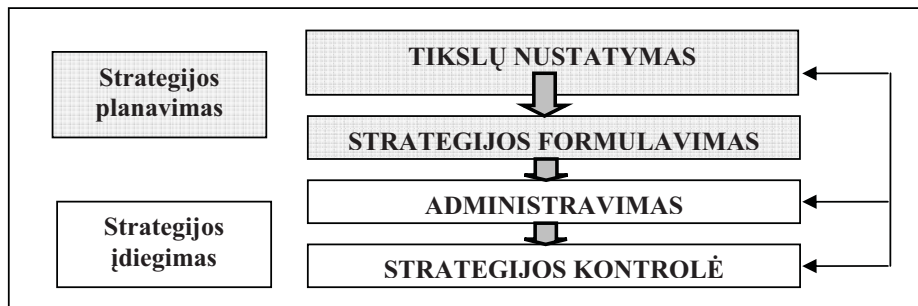 Strategijos
planavimas
TIKSLŲ NUSTATYMAS
STRATEGIJOS FORMULAVIMAS
Strategijos
įdiegimas
ADMINISTRAVIMAS
STRATEGIJOS KONTROLĖ